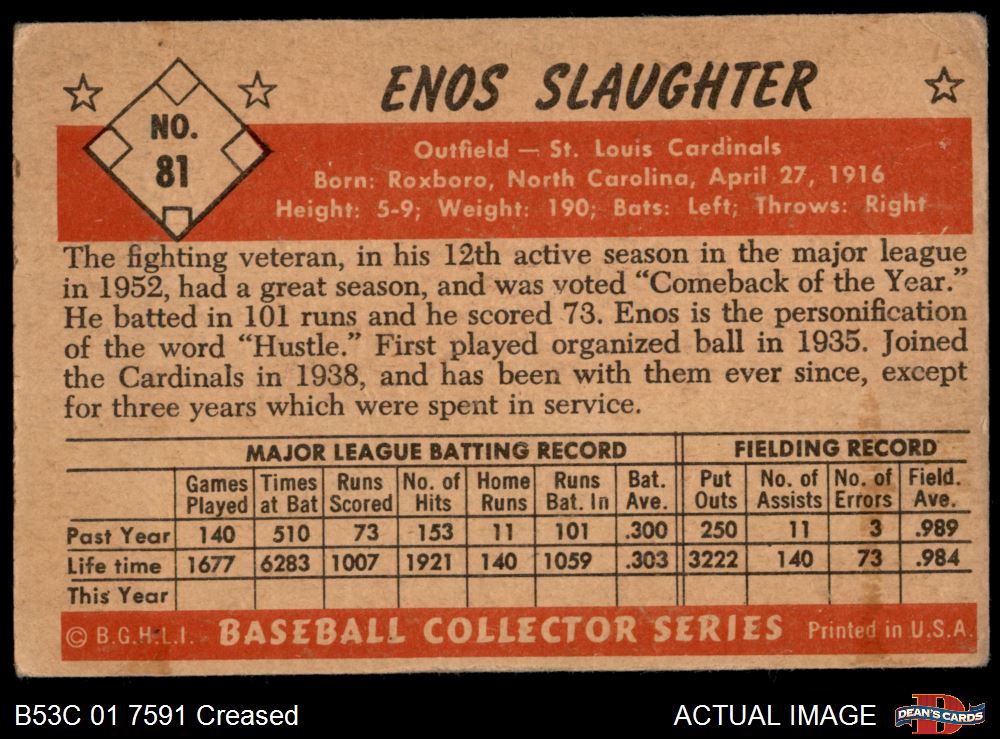 ENOS SLAUGHTER
NO.
81
Outfield — St. Louis Cardinals
Born: Roxboro, North Carolina, April 27, 1916
Height: 5-9; Weight: 190; Bats: Left; Throws: Right
The fighting veteran, in his 12th active season in the major league
in 1952, had a great season, and was voted “Comeback of the Year.”
He batted in 101 runs and he scored 73. Enos is the personification
of the word “Hustle.” First played organized ball in 1935. Joined
the Cardinals in 1938, and has been with them ever since, except
for three years which were spent in service.
MAJOR LEAGUE BATTING RECORD FIELDING RECORD
Games Times Runs No. of Home Runs Bat. Put No. of No. of Field.
Played at Bat Scored Hits Runs Bat. In Ave. Outs Assists Errors Ave.
Past Year 140 510 73 153 11 101 .300 250 11 3 .989
Life time 1677 6283 1007 1921 140 1059 .303 3222 140 73 .984
This Year
© B.G.H.L.I. BASEBALL COLLECTOR SERIES Printed in U.S.A.
B53C 01 7591 Creased ACTUAL IMAGE DEAN'S CARDS